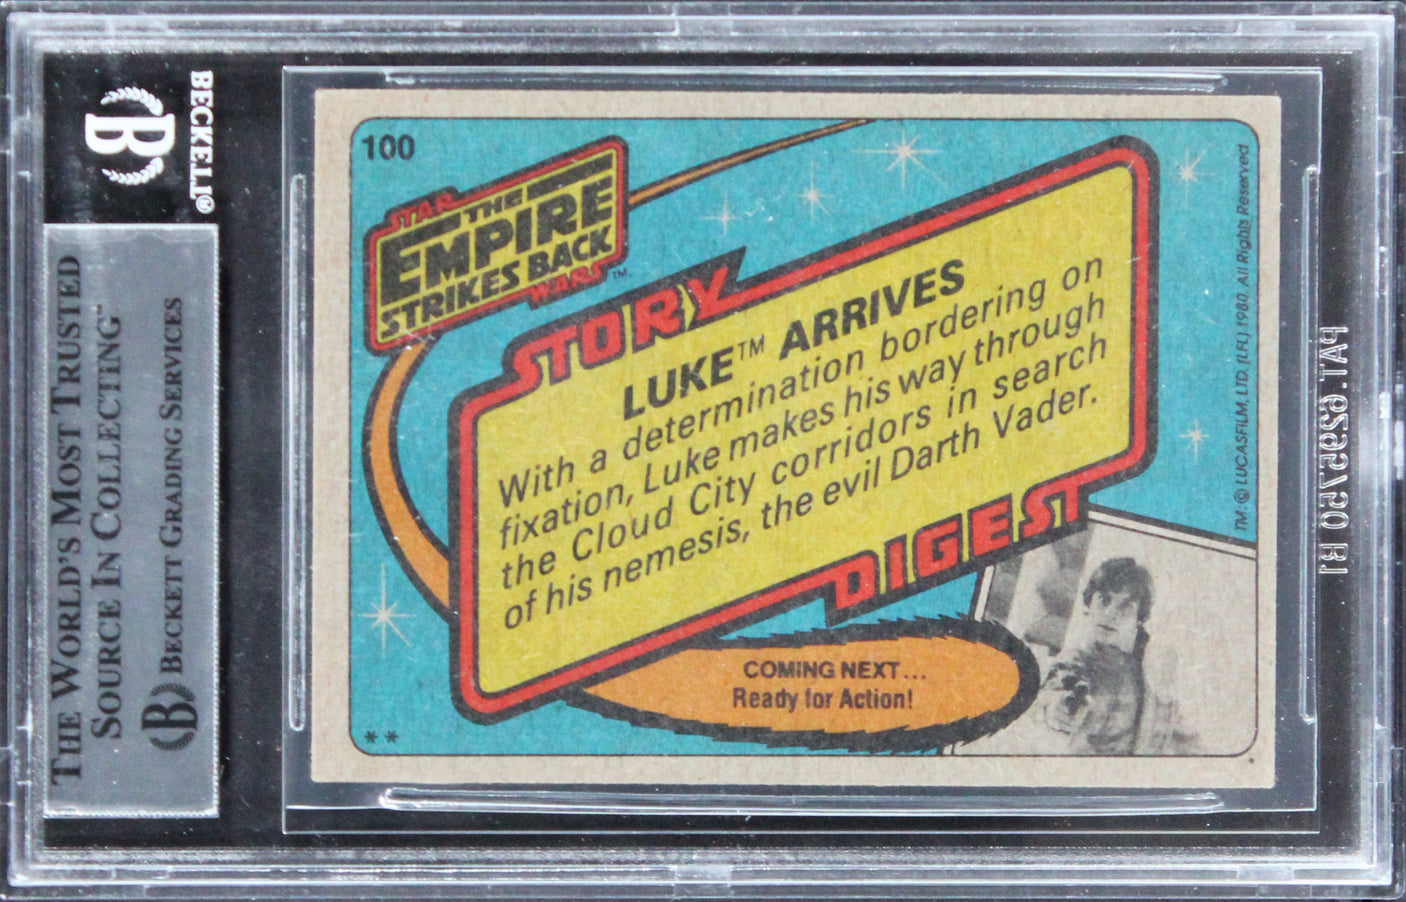 BECKETT®
B
THE WORLD'S MOST TRUSTED
SOURCE IN COLLECTING™
B BECKETT GRADING SERVICES
100
STAR
THE
EMPIRE
STRIKES BACK
WARS™
STORY
LUKE™ ARRIVES
With a determination bordering on
fixation, Luke makes his way through
the Cloud City corridors in search
of his nemesis, the evil Darth Vader.
DIGEST
COMING NEXT...
Ready for Action!
**
TM: © LUCASFILM, LTD. (LFL) 1980, All Rights Reserved